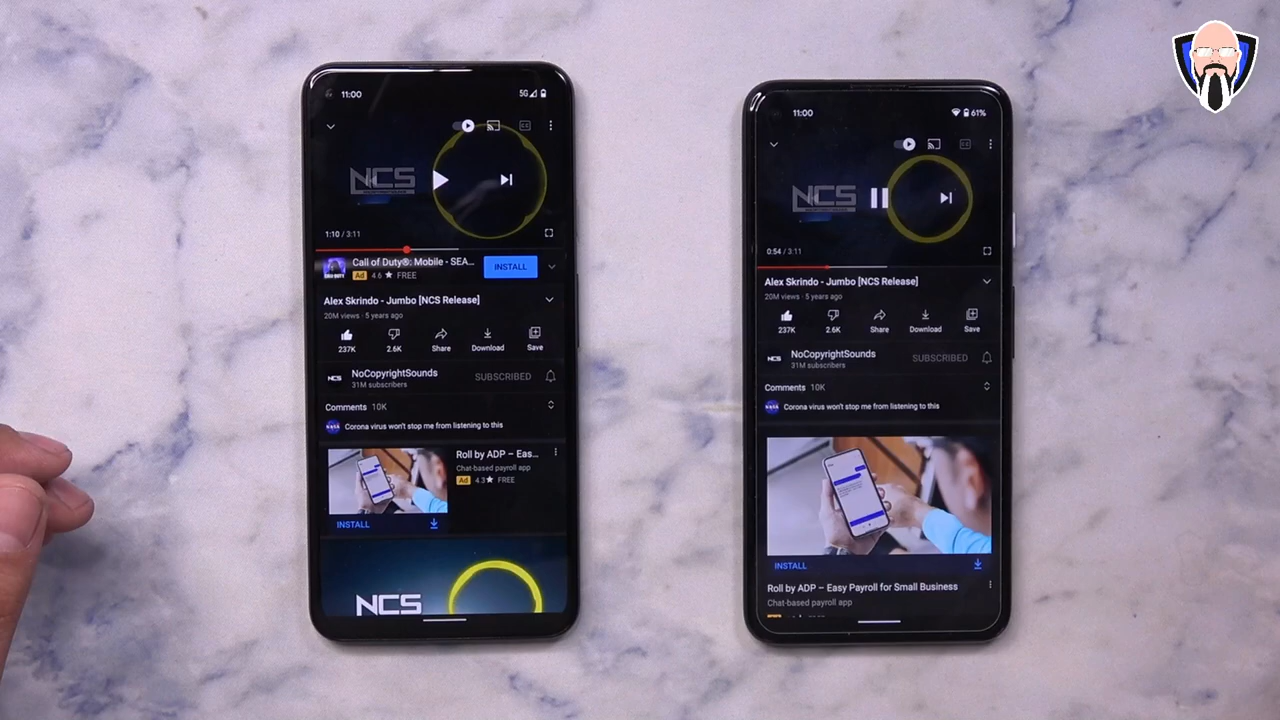 11:00
5G
NCS
1:10 / 3:11
Call of Duty®: Mobile - SEA...
Ad 4.6 ★ FREE
INSTALL
Alex Skrindo - Jumbo [NCS Release]
20M views · 5 years ago
237K 2.6K Share Download Save
NCS NoCopyrightSounds
31M subscribers
SUBSCRIBED
Comments 10K
NASA Corona virus won't stop me from listening to this
Roll by ADP – Eas...
Chat-based payroll app
Ad 4.3★ FREE
INSTALL
NCS
11:00
61%
NCS
0:54 / 3:11
Alex Skrindo - Jumbo [NCS Release]
20M views · 5 years ago
237K 2.6K Share Download Save
NCS NoCopyrightSounds
31M subscribers
SUBSCRIBED
Comments 10K
NASA Corona virus won't stop me from listening to this
INSTALL
Roll by ADP – Easy Payroll for Small Business
Chat-based payroll app